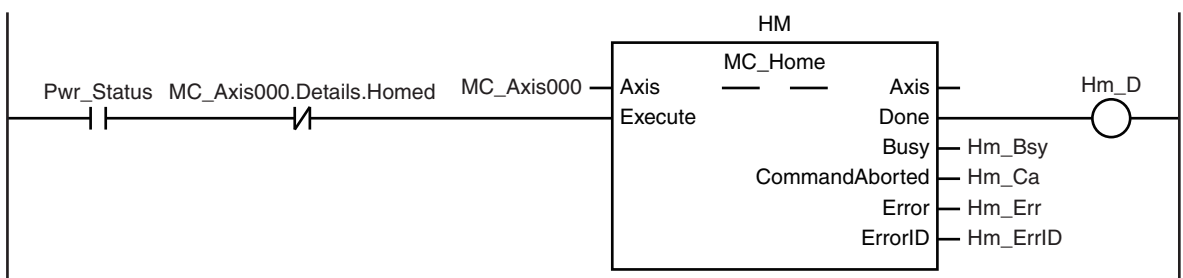 HM
MC_Home
Pwr_Status MC_Axis000.Details.Homed MC_Axis000 Axis Axis Hm_D
Execute Done
Busy Hm_Bsy
CommandAborted Hm_Ca
Error Hm_Err
ErrorID Hm_ErrID